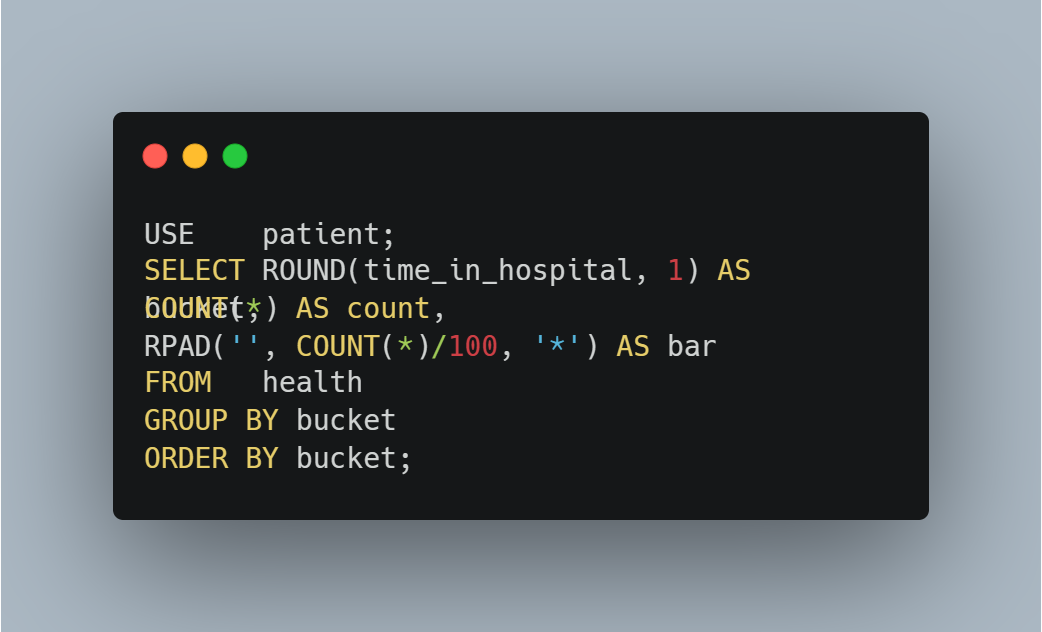 USE    patient;
SELECT ROUND(time_in_hospital, 1) AS
bucket,
COUNT(*) AS count,
RPAD('', COUNT(*)/100, '*') AS bar
FROM   health
GROUP BY bucket
ORDER BY bucket;